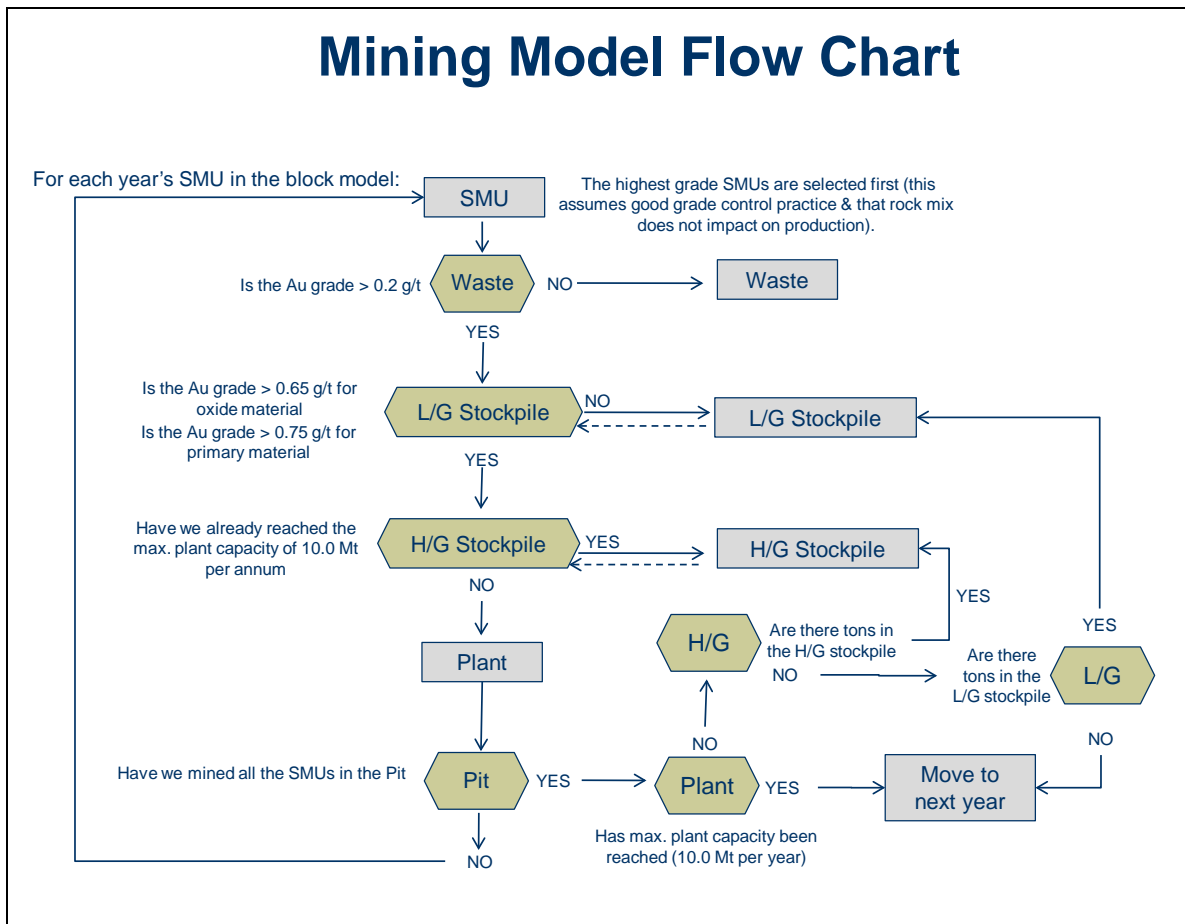 Mining Model Flow Chart
For each year's SMU in the block model:
SMU
The highest grade SMUs are selected first (this
assumes good grade control practice & that rock mix
does not impact on production).
Is the Au grade > 0.2 g/t
Waste
NO
Waste
YES
Is the Au grade > 0.65 g/t for
oxide material
Is the Au grade > 0.75 g/t for
primary material
L/G Stockpile
NO
L/G Stockpile
YES
Have we already reached the
max. plant capacity of 10.0 Mt
per annum
H/G Stockpile
YES
H/G Stockpile
NO
YES
Plant
H/G
Are there tons in
the H/G stockpile
NO
YES
Are there
tons in the
L/G stockpile
L/G
NO
NO
Have we mined all the SMUs in the Pit
Pit
YES
Plant
YES
Move to
next year
Has max. plant capacity been
reached (10.0 Mt per year)
NO